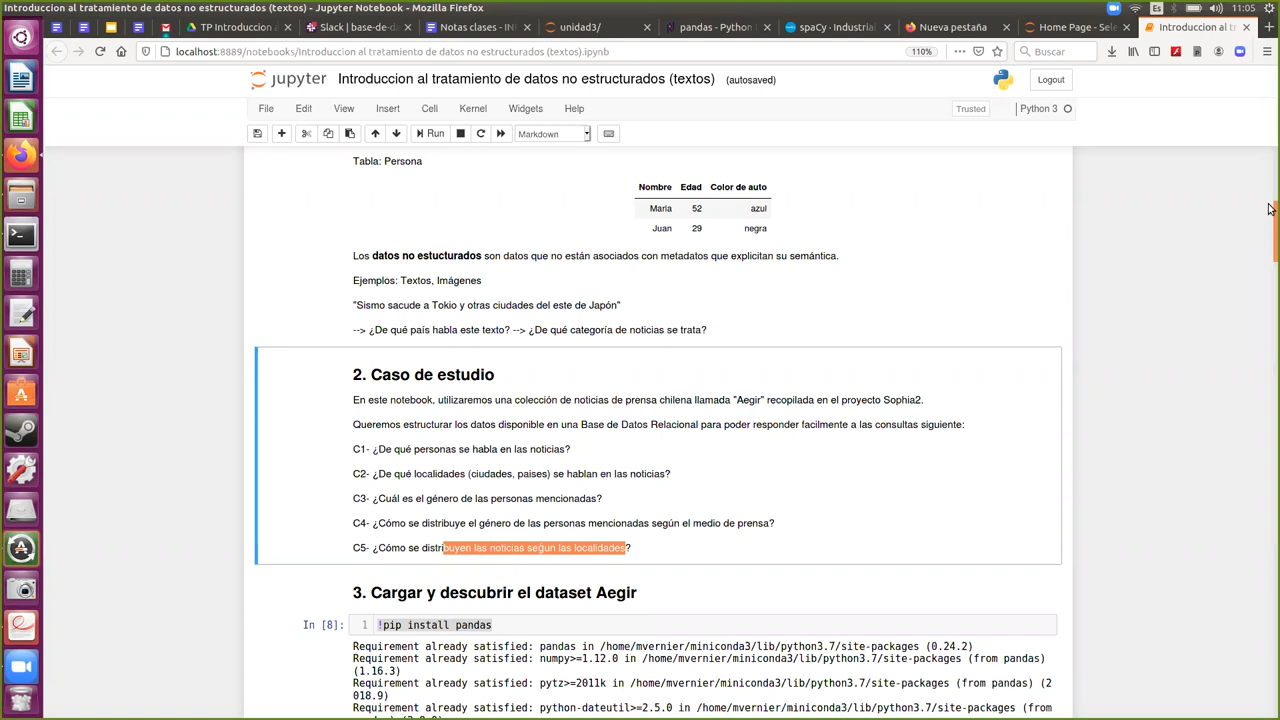 Introduccion al tratamiento de datos no estructurados (textos) - Jupyter Notebook - Mozilla Firefox
Es
11:05
TP Introduccion a
Slack | base-de-da
Notas
unidad3/
pandas - Python
spaCy · Industrial
Nueva pestaña
Home Page - Sele
Introduccion al t
localhost:8889/notebooks/Introduccion al tratamiento de datos no estructurados (textos).ipynb
110%
Buscar
jupyter
Introduccion al tratamiento de datos no estructurados (textos)
(autosaved)
Logout
File
Edit
View
Insert
Cell
Kernel
Widgets
Help
Trusted
Python 3
Run
Markdown
Tabla: Persona
Nombre Edad Color de auto
Maria 52 azul
Juan 29 negra
Los datos no estucturados son datos que no están asociados con metadatos que explicitan su semántica.
Ejemplos: Textos, Imágenes
"Sismo sacude a Tokio y otras ciudades del este de Japón"
--> ¿De qué país habla este texto? --> ¿De qué categoría de noticias se trata?
2. Caso de estudio
En este notebook, utilizaremos una colección de noticias de prensa chilena llamada "Aegir" recopilada en el proyecto Sophia2.
Queremos estructurar los datos disponible en una Base de Datos Relacional para poder responder facilmente a las consultas siguiente:
C1- ¿De qué personas se habla en las noticias?
C2- ¿De qué localidades (ciudades, paises) se hablan en las noticias?
C3- ¿Cuál es el género de las personas mencionadas?
C4- ¿Cómo se distribuye el género de las personas mencionadas según el medio de prensa?
C5- ¿Cómo se distribuyen las noticias según las localidades?
3. Cargar y descubrir el dataset Aegir
In [8]:
1 !pip install pandas
Requirement already satisfied: pandas in /home/mvernier/miniconda3/lib/python3.7/site-packages (0.24.2)
Requirement already satisfied: numpy>=1.12.0 in /home/mvernier/miniconda3/lib/python3.7/site-packages (from pandas)
(1.16.3)
Requirement already satisfied: pytz>=2011k in /home/mvernier/miniconda3/lib/python3.7/site-packages (from pandas) (2
018.9)
Requirement already satisfied: python-dateutil>=2.5.0 in /home/mvernier/miniconda3/lib/python3.7/site-packages (from